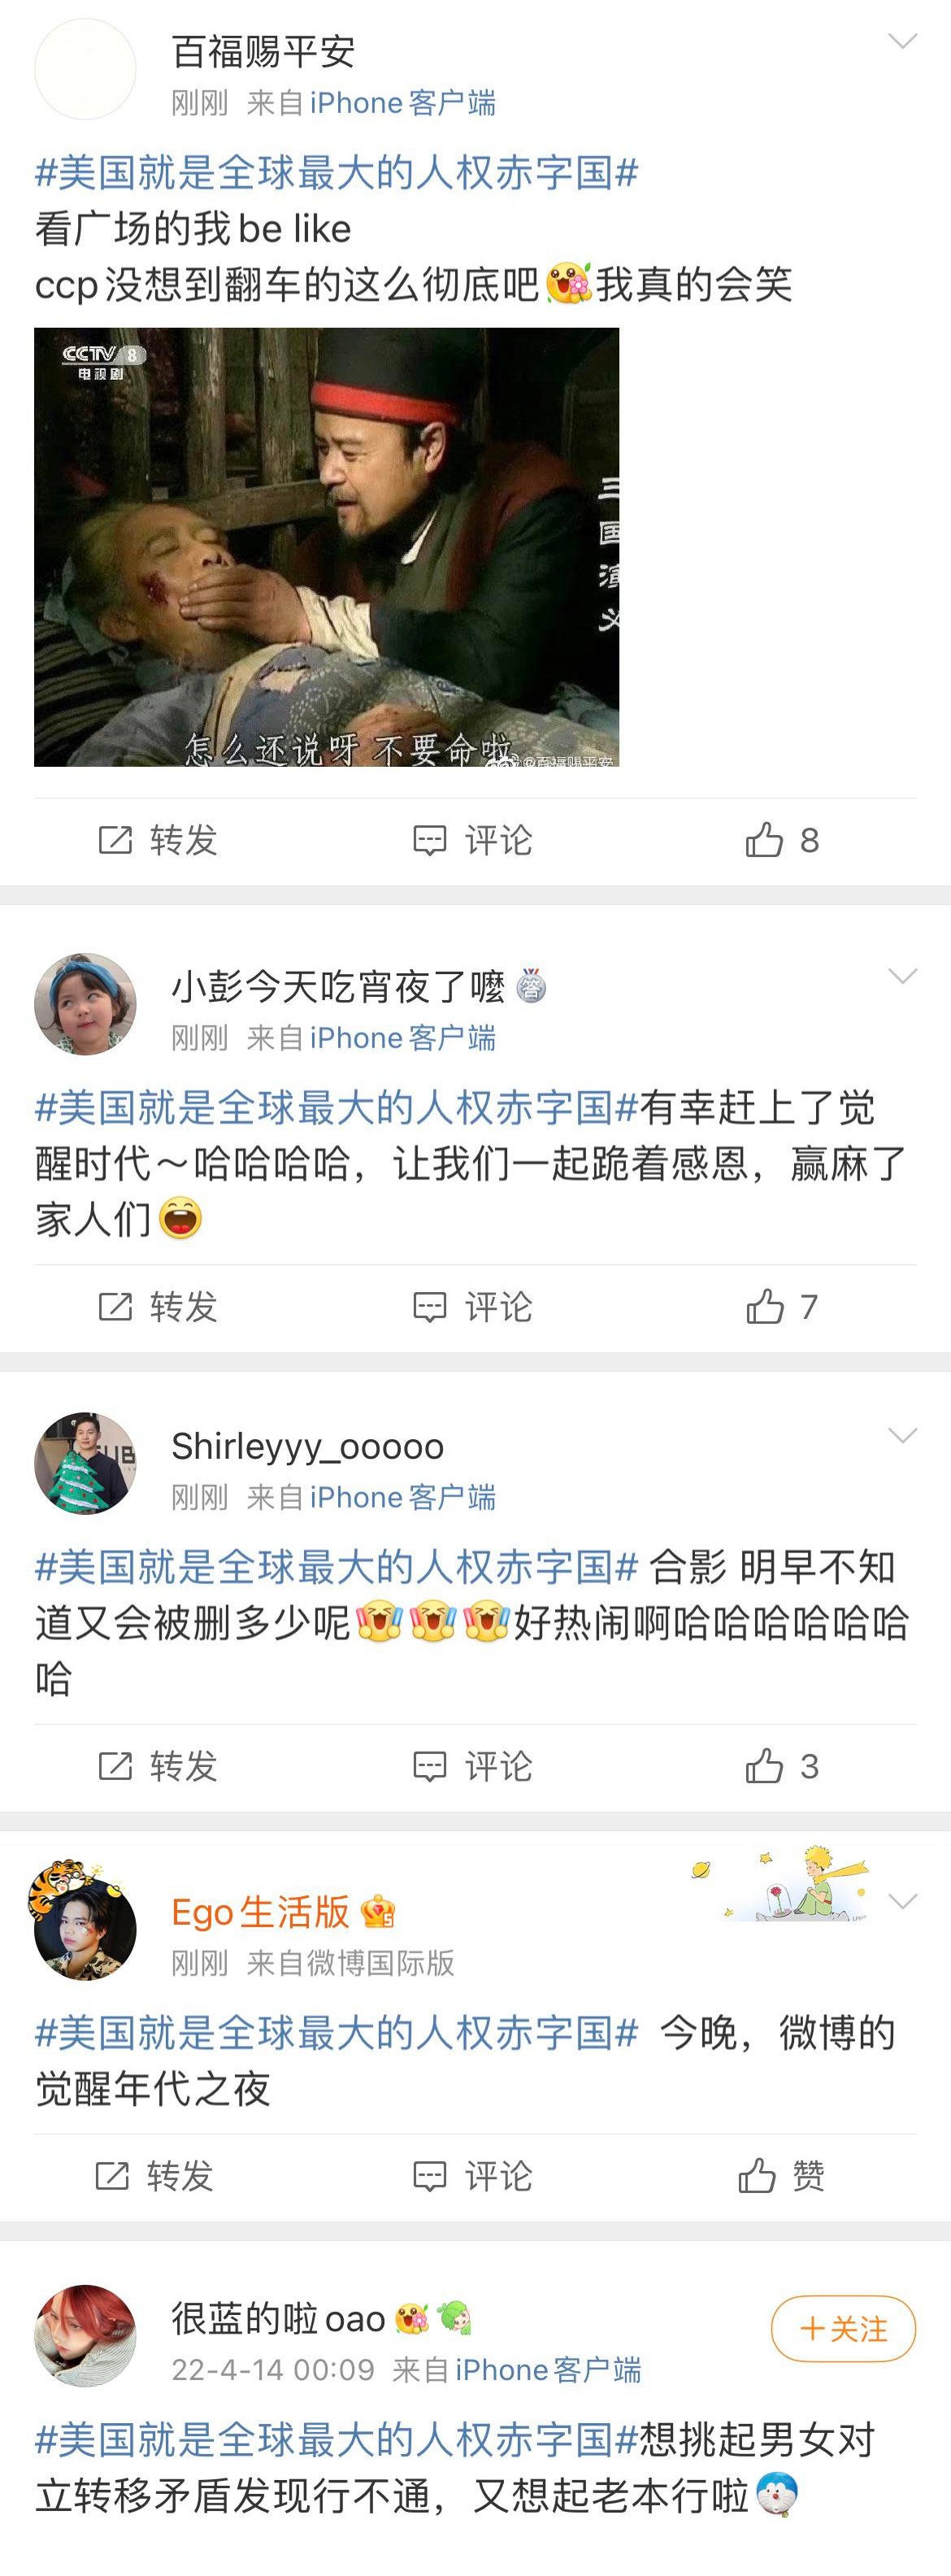 百福赐平安
刚刚 来自 iPhone客户端
#美国就是全球最大的人权赤字国#
看广场的我be like
ccp没想到翻车的这么彻底吧我真的会笑
CCTV 8
电视剧
三国演义
怎么还说呀 不要命啦
@百福赐平安
转发 评论 8
小彭今天吃宵夜了嚒
刚刚 来自 iPhone客户端
#美国就是全球最大的人权赤字国#有幸赶上了觉
醒时代～哈哈哈哈，让我们一起跪着感恩，赢麻了
家人们
转发 评论 7
Shirleyyy_ooooo
刚刚 来自 iPhone客户端
#美国就是全球最大的人权赤字国# 合影 明早不知
道又会被删多少呢好热闹啊哈哈哈哈哈哈
哈
转发 评论 3
Ego生活版
刚刚 来自微博国际版
#美国就是全球最大的人权赤字国# 今晚，微博的
觉醒年代之夜
转发 评论 赞
很蓝的啦oao
+关注
22-4-14 00:09 来自 iPhone客户端
#美国就是全球最大的人权赤字国#想挑起男女对
立转移矛盾发现行不通，又想起老本行啦